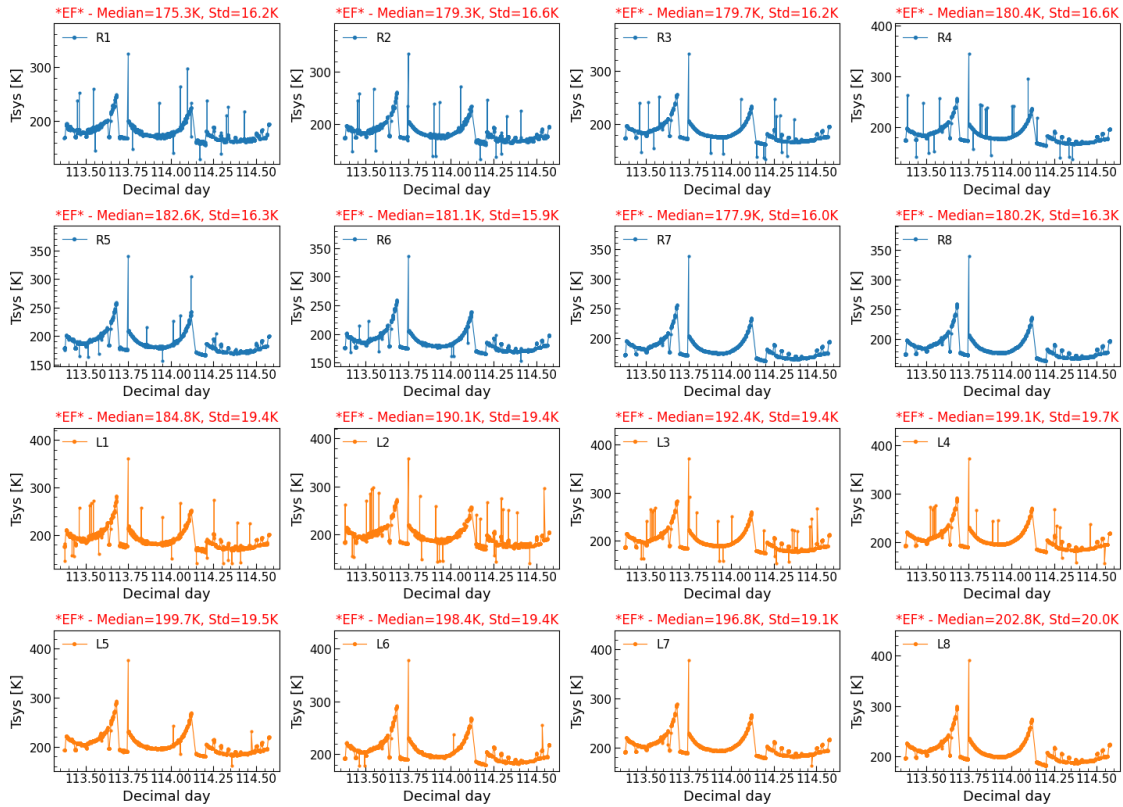 *EF* - Median=175.3K, Std=16.2K
*EF* - Median=179.3K, Std=16.6K
*EF* - Median=179.7K, Std=16.2K
*EF* - Median=180.4K, Std=16.6K
Tsys [K]
300
200
R1
113.50 113.75 114.00 114.25 114.50
Decimal day
Tsys [K]
300
200
R2
113.50 113.75 114.00 114.25 114.50
Decimal day
Tsys [K]
300
200
R3
113.50 113.75 114.00 114.25 114.50
Decimal day
Tsys [K]
400
300
200
100
R4
113.50 113.75 114.00 114.25 114.50
Decimal day
*EF* - Median=182.6K, Std=16.3K
*EF* - Median=181.1K, Std=15.9K
*EF* - Median=177.9K, Std=16.0K
*EF* - Median=180.2K, Std=16.3K
Tsys [K]
350
300
250
200
150
R5
113.50 113.75 114.00 114.25 114.50
Decimal day
Tsys [K]
350
300
250
200
150
R6
113.50 113.75 114.00 114.25 114.50
Decimal day
Tsys [K]
350
300
250
200
R7
113.50 113.75 114.00 114.25 114.50
Decimal day
Tsys [K]
350
300
250
200
R8
113.50 113.75 114.00 114.25 114.50
Decimal day
*EF* - Median=184.8K, Std=19.4K
*EF* - Median=190.1K, Std=19.4K
*EF* - Median=192.4K, Std=19.4K
*EF* - Median=199.1K, Std=19.7K
Tsys [K]
400
300
200
L1
113.50 113.75 114.00 114.25 114.50
Decimal day
Tsys [K]
400
300
200
L2
113.50 113.75 114.00 114.25 114.50
Decimal day
Tsys [K]
400
300
200
L3
113.50 113.75 114.00 114.25 114.50
Decimal day
Tsys [K]
400
300
200
L4
113.50 113.75 114.00 114.25 114.50
Decimal day
*EF* - Median=199.7K, Std=19.5K
*EF* - Median=198.4K, Std=19.4K
*EF* - Median=196.8K, Std=19.1K
*EF* - Median=202.8K, Std=20.0K
Tsys [K]
400
300
200
L5
113.50 113.75 114.00 114.25 114.50
Decimal day
Tsys [K]
400
300
200
L6
113.50 113.75 114.00 114.25 114.50
Decimal day
Tsys [K]
400
300
200
L7
113.50 113.75 114.00 114.25 114.50
Decimal day
Tsys [K]
400
300
200
L8
113.50 113.75 114.00 114.25 114.50
Decimal day